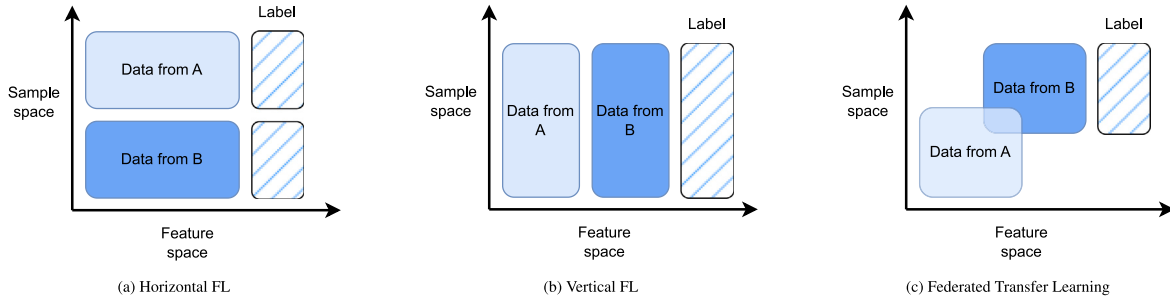 Label
Data from A
Sample
space
Data from B
Feature
space
(a) Horizontal FL
Label
Sample
space
Data from
A
Data from
B
Feature
space
(b) Vertical FL
Label
Sample
space
Data from B
Data from A
Feature
space
(c) Federated Transfer Learning